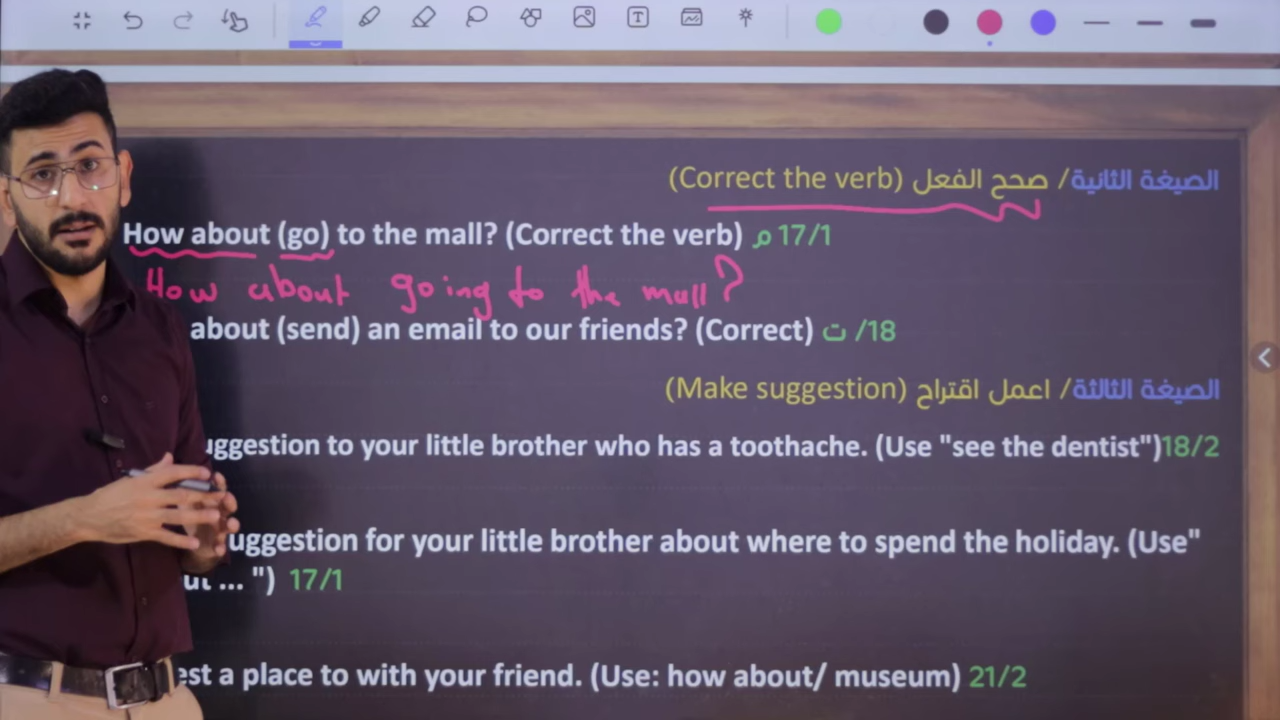 الصيغة الثانية/ صحح الفعل (Correct the verb)
How about (go) to the mall? (Correct the verb) 17/1 م
How about going to the mall?
about (send) an email to our friends? (Correct) 18/ ت
الصيغة الثالثة/ اعمل اقتراح (Make suggestion)
uggestion to your little brother who has a toothache. (Use "see the dentist")18/2
uggestion for your little brother about where to spend the holiday. (Use"
ut ... ") 17/1
est a place to with your friend. (Use: how about/ museum) 21/2